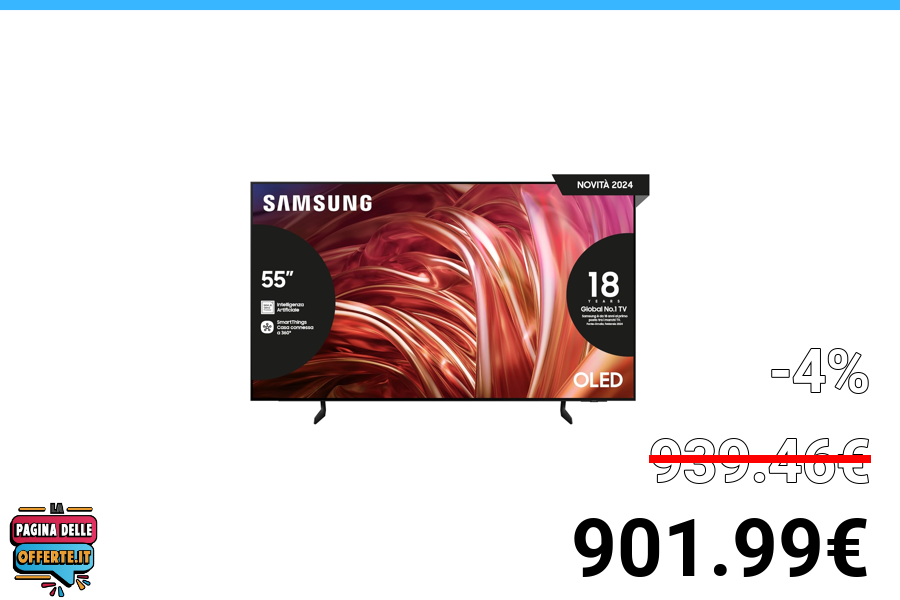 NOVITÀ 2024
SAMSUNG
55”
Intelligenza
Artificiale
SmartThings
Casa connessa
a 360°
18
YEARS
Global No.1 TV
OLED
-4%
939.46€
901.99€
LA
PAGINA DELLE
OFFERTE.IT